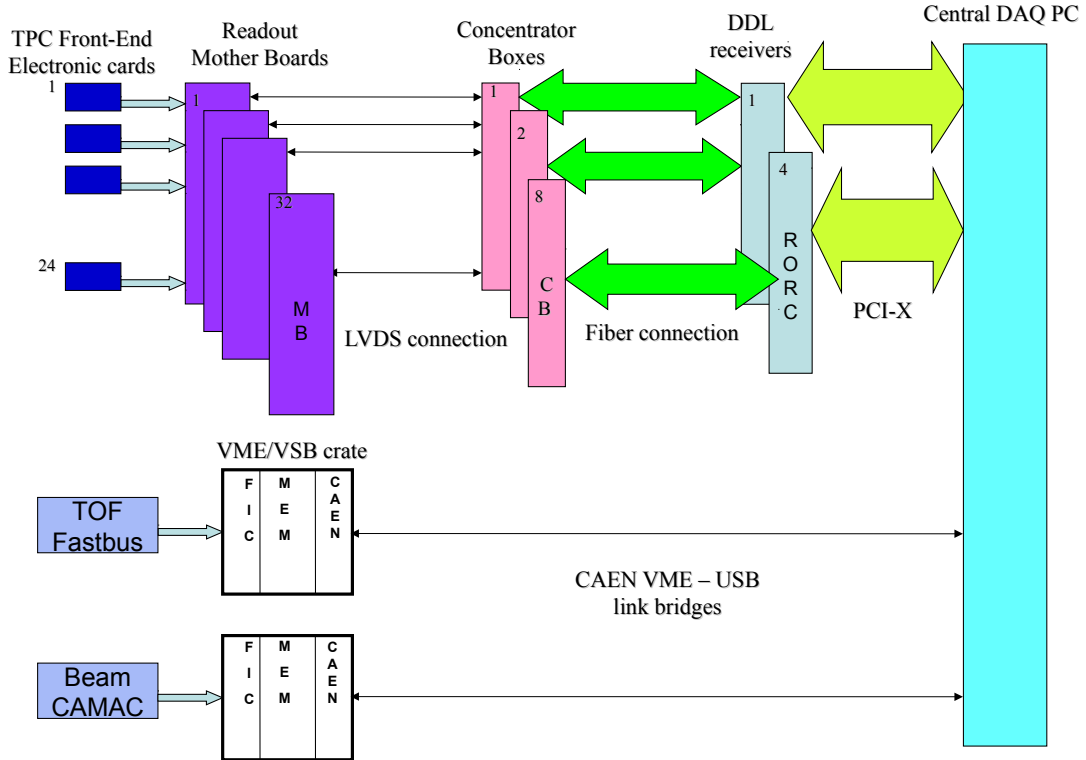 TPC Front-End
Electronic cards
Readout
Mother Boards
Concentrator
Boxes
DDL
receivers
Central DAQ PC
1
24
1
32
M
B
1
2
8
C
B
1
4
R
O
R
C
LVDS connection
Fiber connection
PCI-X
VME/VSB crate
TOF
Fastbus
F
I
C
M
E
M
C
A
E
N
CAEN VME – USB
link bridges
Beam
CAMAC
F
I
C
M
E
M
C
A
E
N